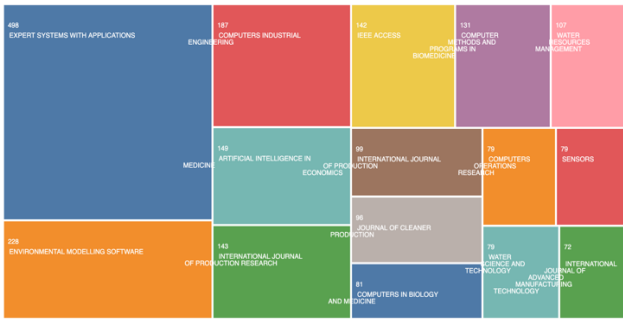 498
EXPERT SYSTEMS WITH APPLICATIONS
187
COMPUTERS INDUSTRIAL
ENGINEERING
142
IEEE ACCESS
131
COMPUTER
METHODS AND
PROGRAMS IN
BIOMEDICINE
107
WATER
RESOURCES
MANAGEMENT
149
ARTIFICIAL INTELLIGENCE IN
MEDICINE
99
INTERNATIONAL JOURNAL
OF PRODUCTION
ECONOMICS
79
COMPUTERS
OPERATIONS
RESEARCH
79
SENSORS
96
JOURNAL OF CLEANER
PRODUCTION
228
ENVIRONMENTAL MODELLING SOFTWARE
143
INTERNATIONAL JOURNAL
OF PRODUCTION RESEARCH
79
WATER
SCIENCE AND
TECHNOLOGY
72
INTERNATIONAL
JOURNAL OF
ADVANCED
MANUFACTURING
TECHNOLOGY
81
COMPUTERS IN BIOLOGY
AND MEDICINE